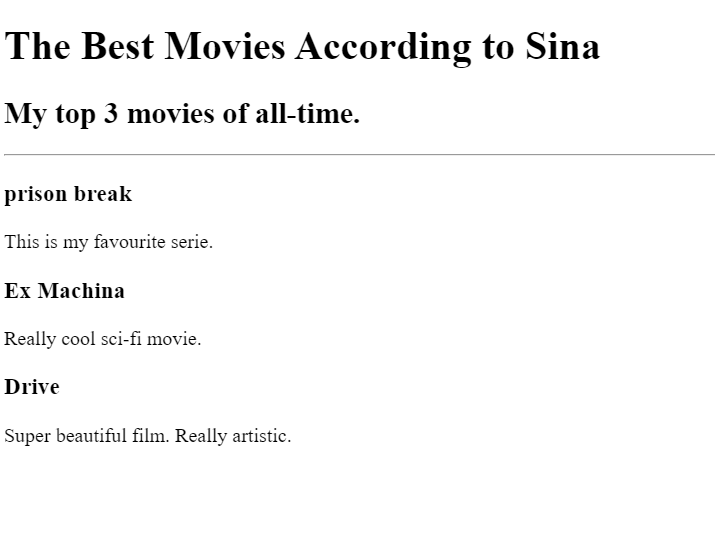 The Best Movies According to Sina
My top 3 movies of all-time.
prison break
This is my favourite serie.
Ex Machina
Really cool sci-fi movie.
Drive
Super beautiful film. Really artistic.